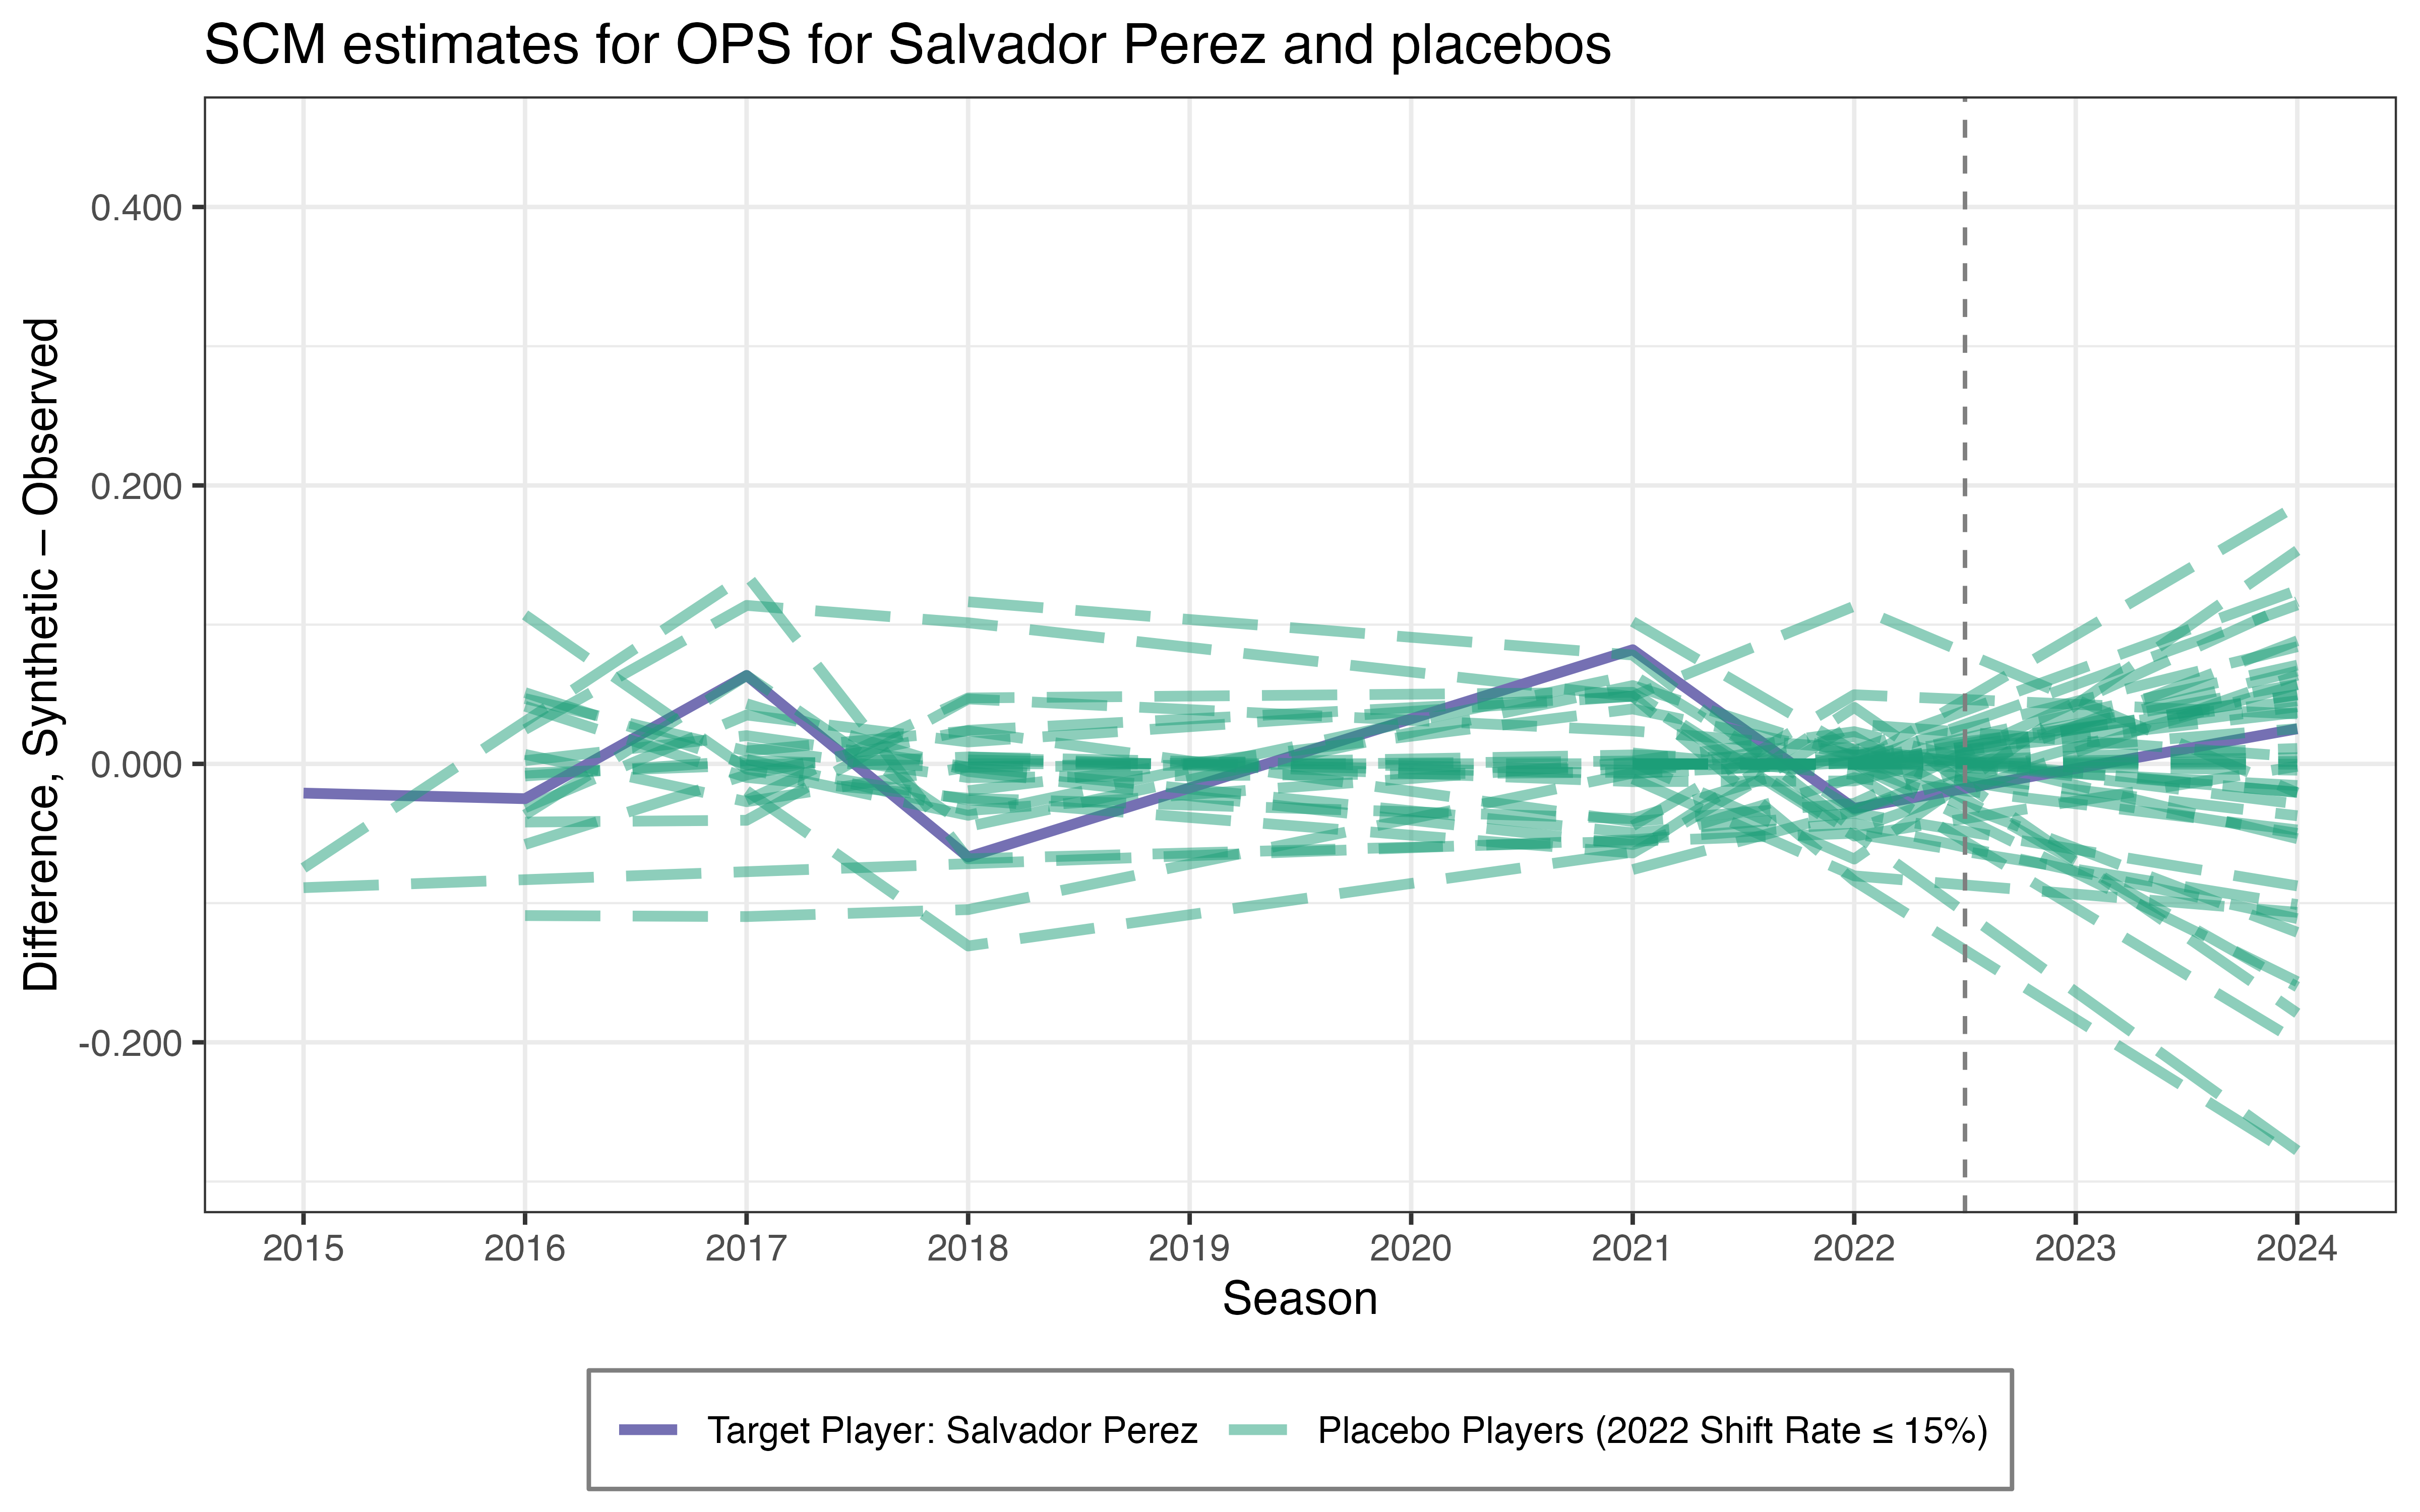 SCM estimates for OPS for Salvador Perez and placebos
Difference, Synthetic − Observed
0.400
0.200
0.000
-0.200
2015 2016 2017 2018 2019 2020 2021 2022 2023 2024
Season
Target Player: Salvador Perez Placebo Players (2022 Shift Rate ≤ 15%)